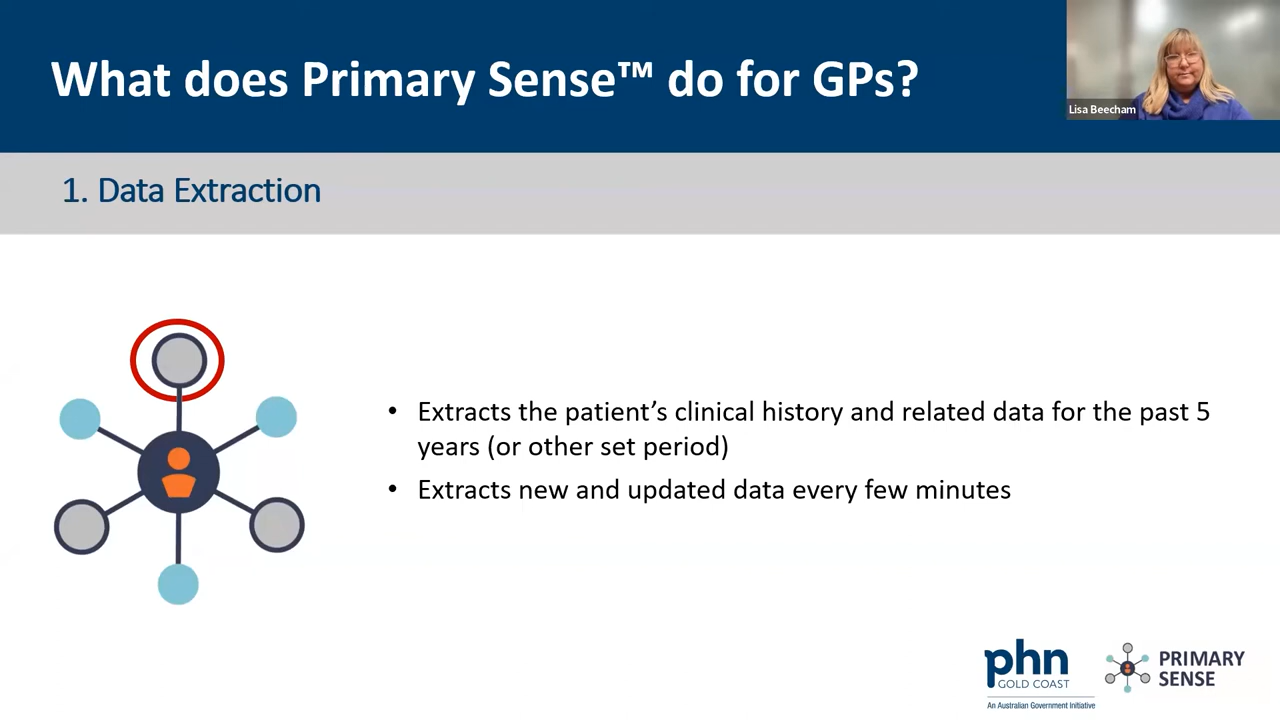 What does Primary Sense™ do for GPs?
Lisa Beecham
1. Data Extraction
• Extracts the patient’s clinical history and related data for the past 5
years (or other set period)
• Extracts new and updated data every few minutes
phn
GOLD COAST
An Australian Government Initiative
PRIMARY
SENSE